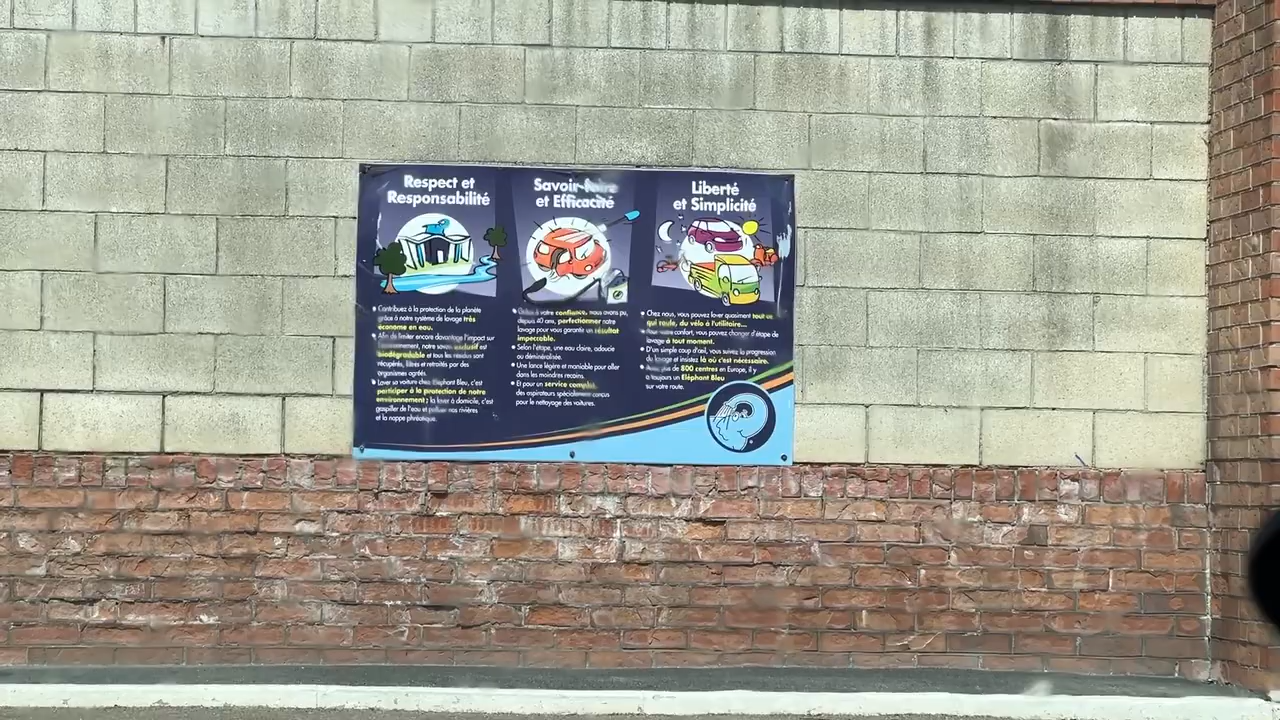 Respect et
Responsabilité
Contribuez à la protection de la planète
grâce à notre système de lavage très
économe en eau.
Afin de limiter encore davantage l'impact sur
l'environnement, notre savon exclusif est
biodégradable et tous les résidus sont
récupérés, filtrés et retraités par des
organismes agréés.
Laver sa voiture chez Elephant Bleu, c'est
participer à la protection de notre
environnement ; la laver à domicile, c'est
gaspiller de l'eau et polluer nos rivières
et la nappe phréatique.
Savoir-faire
et Efficacité
Grâce à votre confiance, nous avons pu,
depuis 40 ans, perfectionner notre
lavage pour vous garantir un résultat
impeccable.
Selon l'étape, une eau claire, adoucie
ou déminéralisée.
Une lance légère et maniable pour aller
dans les moindres recoins.
Et pour un service complet,
des aspirateurs spécialement conçus
pour le nettoyage des voitures.
Liberté
et Simplicité
Chez nous, vous pouvez laver quasiment tout ce
qui roule, du vélo à l'utilitaire...
Pour votre confort, vous pouvez changer d'étape de
lavage à tout moment.
D'un simple coup d'œil, vous suivez la progression
du lavage et insistez là où c'est nécessaire.
Avec plus de 800 centres en Europe, il y
a toujours un Eléphant Bleu
sur votre route.